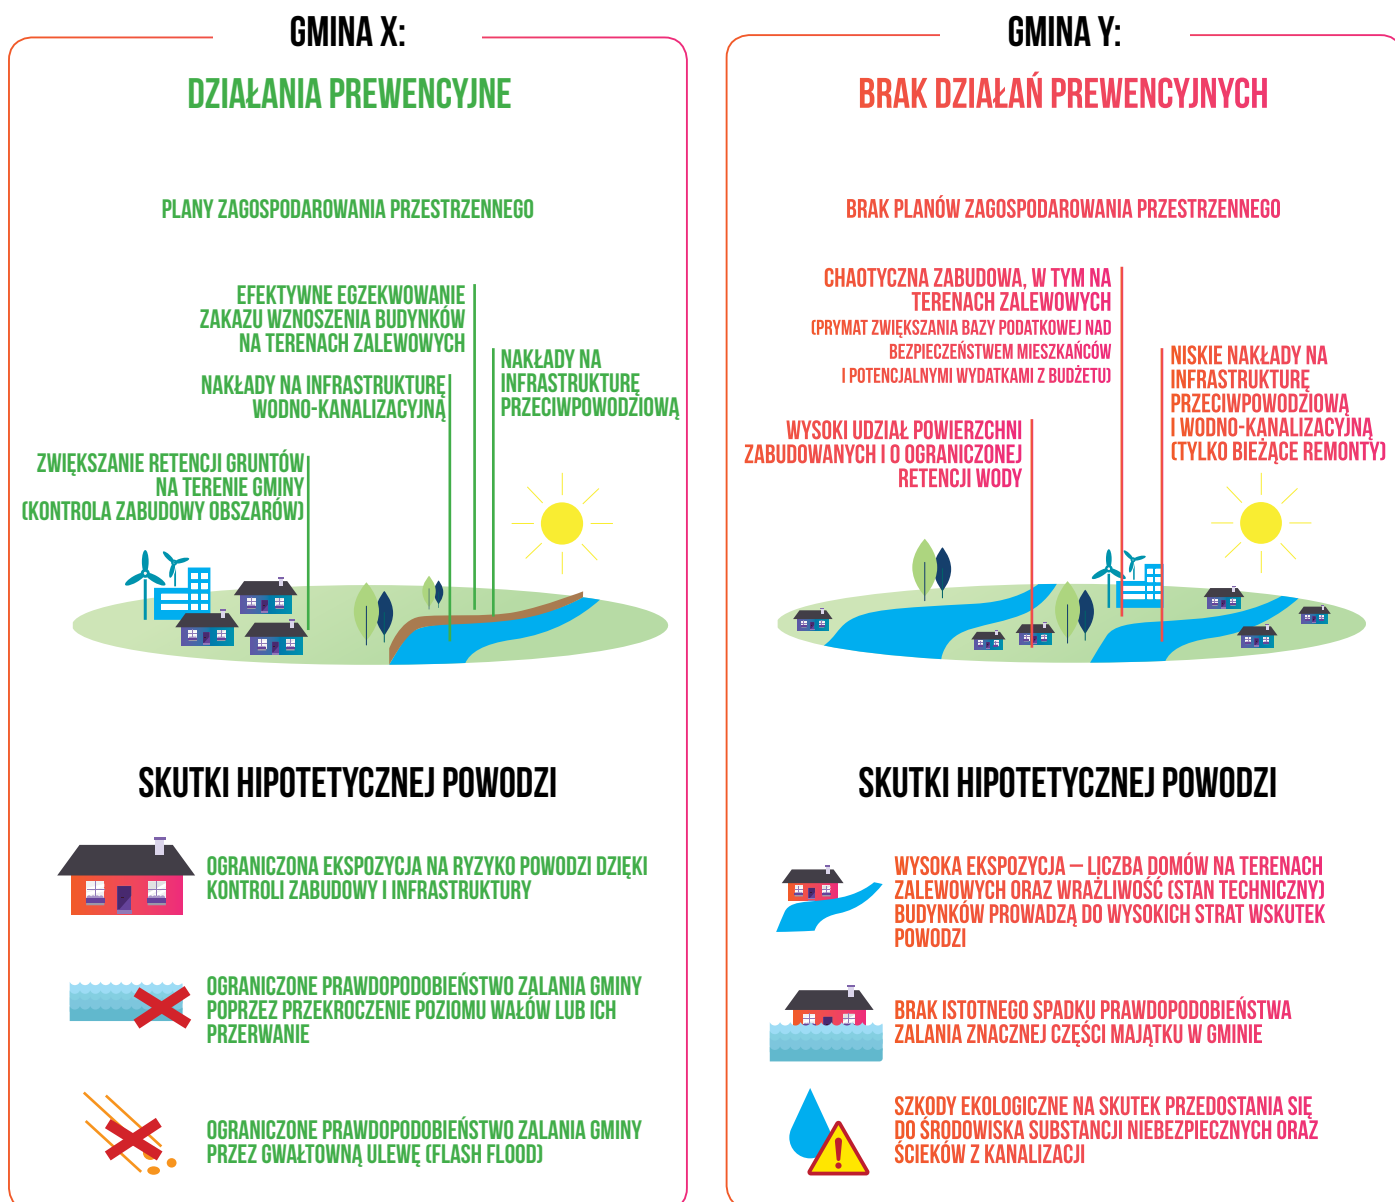 GMINA X:
DZIAŁANIA PREWENCYJNE
PLANY ZAGOSPODAROWANIA PRZESTRZENNEGO
EFEKTYWNE EGZEKWOWANIE
ZAKAZU WZNOSZENIA BUDYNKÓW
NA TERENACH ZALEWOWYCH
NAKŁADY NA
INFRASTRUKTURĘ
PRZECIWPOWODZIOWĄ
NAKŁADY NA INFRASTRUKTURĘ
WODNO-KANALIZACYJNĄ
ZWIĘKSZANIE RETENCJI GRUNTÓW
NA TERENIE GMINY
(KONTROLA ZABUDOWY OBSZARÓW)
SKUTKI HIPOTETYCZNEJ POWODZI
OGRANICZONA EKSPOZYCJA NA RYZYKO POWODZI DZIĘKI
KONTROLI ZABUDOWY I INFRASTRUKTURY
OGRANICZONE PRAWDOPODOBIEŃSTWO ZALANIA GMINY
POPRZEZ PRZEKROCZENIE POZIOMU WAŁÓW LUB ICH
PRZERWANIE
OGRANICZONE PRAWDOPODOBIEŃSTWO ZALANIA GMINY
PRZEZ GWAŁTOWNĄ ULEWĘ (FLASH FLOOD)
GMINA Y:
BRAK DZIAŁAŃ PREWENCYJNYCH
BRAK PLANÓW ZAGOSPODAROWANIA PRZESTRZENNEGO
CHAOTYCZNA ZABUDOWA, W TYM NA
TERENACH ZALEWOWYCH
(PRYMAT ZWIĘKSZANIA BAZY PODATKOWEJ NAD
BEZPIECZEŃSTWEM MIESZKAŃCÓW
I POTENCJALNYMI WYDATKAMI Z BUDŻETU)
NISKIE NAKŁADY NA
INFRASTRUKTURĘ
PRZECIWPOWODZIOWĄ
I WODNO-KANALIZACYJNĄ
(TYLKO BIEŻĄCE REMONTY)
WYSOKI UDZIAŁ POWIERZCHNI
ZABUDOWANYCH I O OGRANICZONEJ
RETENCJI WODY
SKUTKI HIPOTETYCZNEJ POWODZI
WYSOKA EKSPOZYCJA – LICZBA DOMÓW NA TERENACH
ZALEWOWYCH ORAZ WRAŻLIWOŚĆ (STAN TECHNICZNY)
BUDYNKÓW PROWADZĄ DO WYSOKICH STRAT WSKUTEK
POWODZI
BRAK ISTOTNEGO SPADKU PRAWDOPODOBIEŃSTWA
ZALANIA ZNACZNEJ CZĘŚCI MAJĄTKU W GMINIE
SZKODY EKOLOGICZNE NA SKUTEK PRZEDOSTANIA SIĘ
DO ŚRODOWISKA SUBSTANCJI NIEBEZPIECZNYCH ORAZ
ŚCIEKÓW Z KANALIZACJI